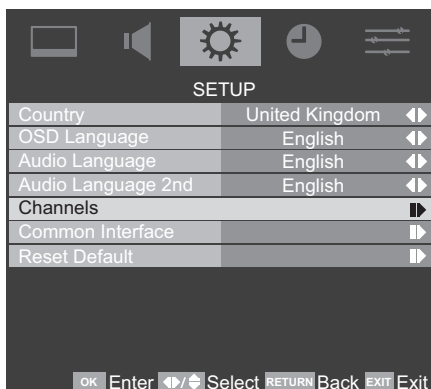 SETUP
Country United Kingdom
OSD Language English
Audio Language English
Audio Language 2nd English
Channels
Common Interface
Reset Default
OK Enter / Select RETURN Back EXIT Exit